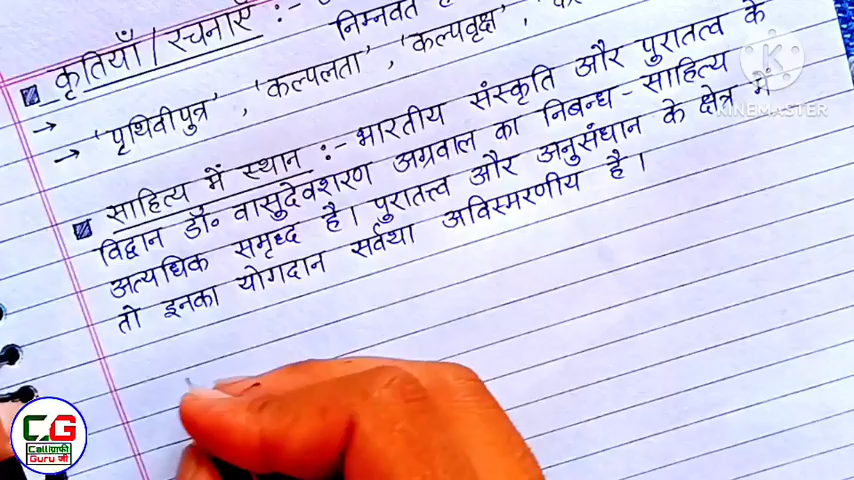 ■ कृतियाँ / रचनाएँ :-
→ निम्नवत्
→ 'पृथिवीपुत्र', 'कल्पलता', 'कल्पवृक्ष',
■ साहित्य में स्थान :- भारतीय संस्कृति और पुरातत्व के
विद्वान डॉ॰ वासुदेवशरण अग्रवाल का निबन्ध - साहित्य
अत्यधिक समृध्द है। पुरातत्त्व और अनुसंधान के क्षेत्र में
तो इनका योगदान सर्वथा अविस्मरणीय है।
KINEMASTER
CG
Calligraफी
Guru जी